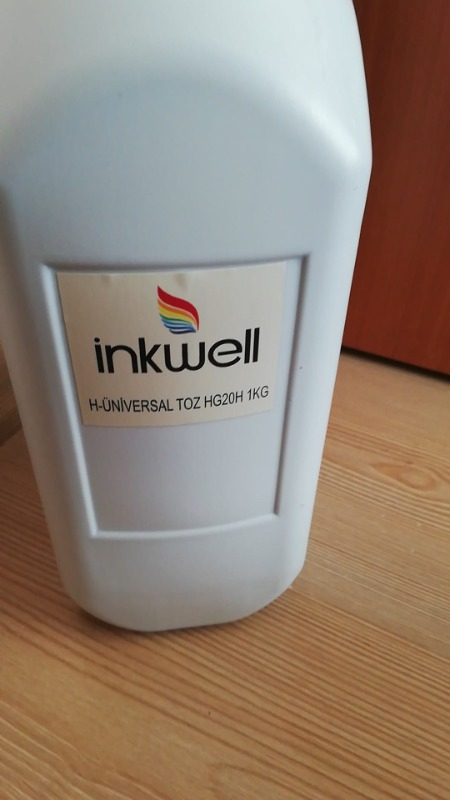 inkwell
H-ÜNİVERSAL TOZ HG20H 1KG